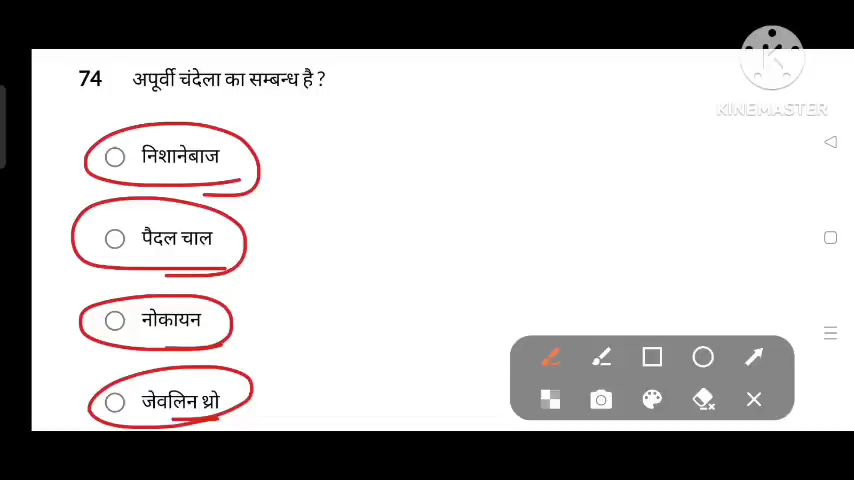 KINEMASTER
74 अपूर्वी चंदेला का सम्बन्ध है ?
निशानेबाज
पैदल चाल
नोकायन
जेवलिन थ्रो